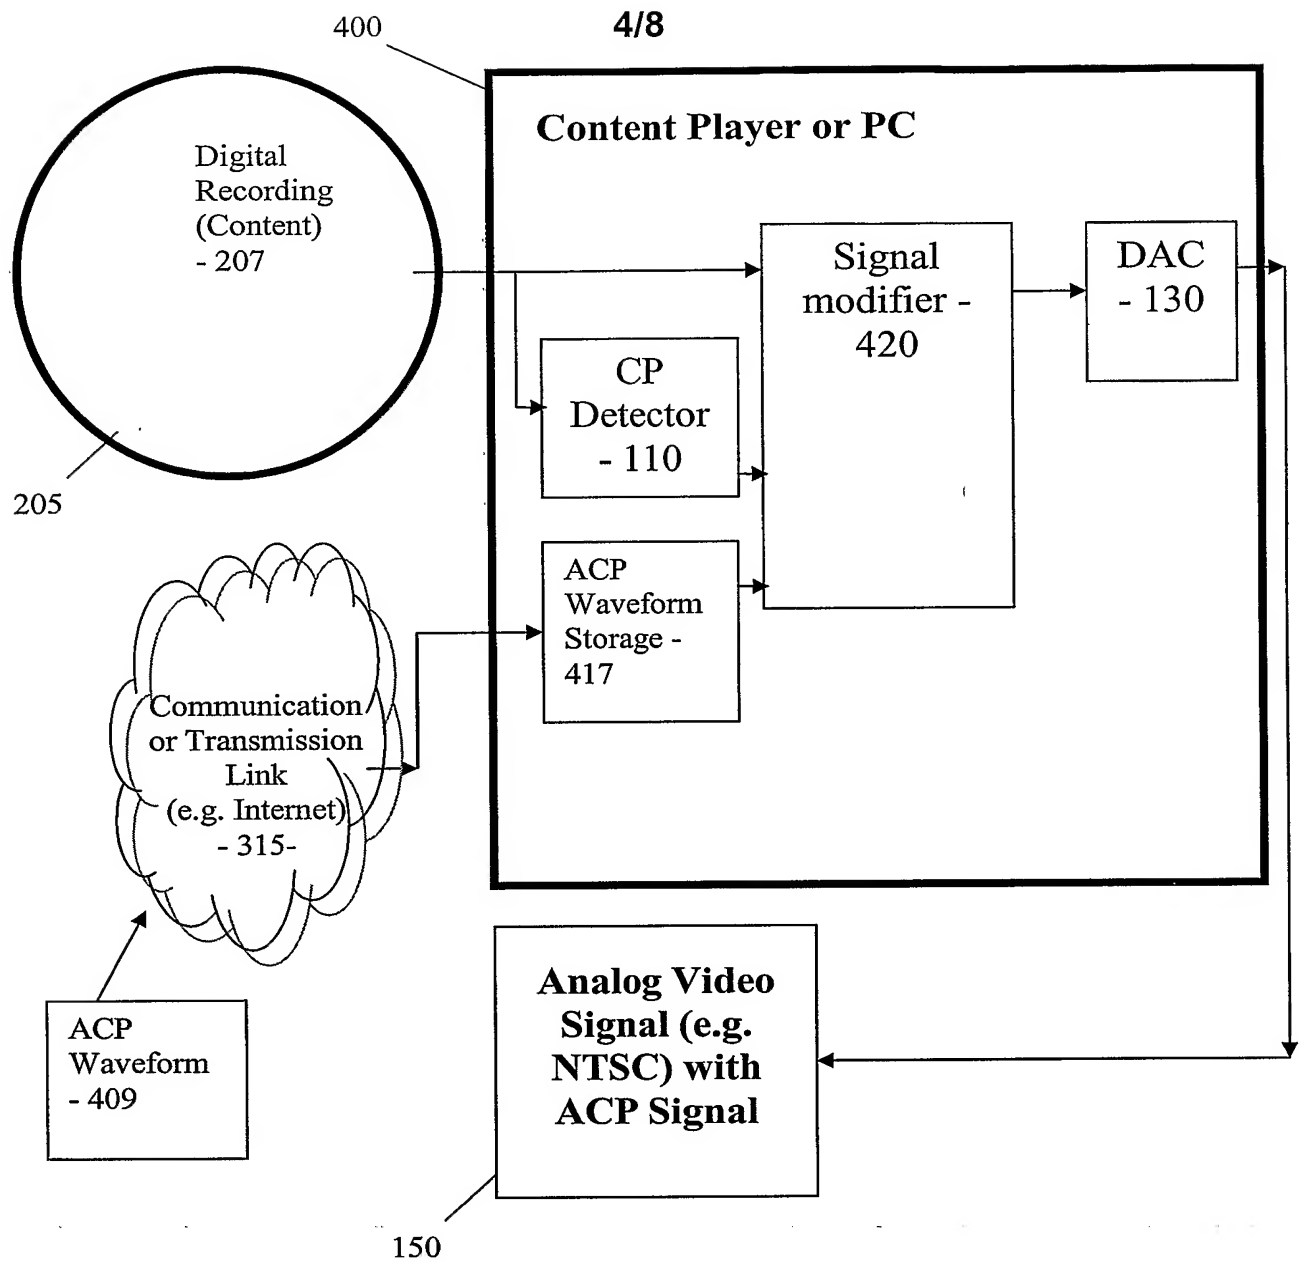 400
4/8
Content Player or PC
Digital
Recording
(Content)
- 207
Signal
modifier -
420
DAC
- 130
CP
Detector
- 110
205
ACP
Waveform
Storage -
417
Communication
or Transmission
Link
(e.g. Internet)
- 315-
ACP
Waveform
- 409
Analog Video
Signal (e.g.
NTSC) with
ACP Signal
150